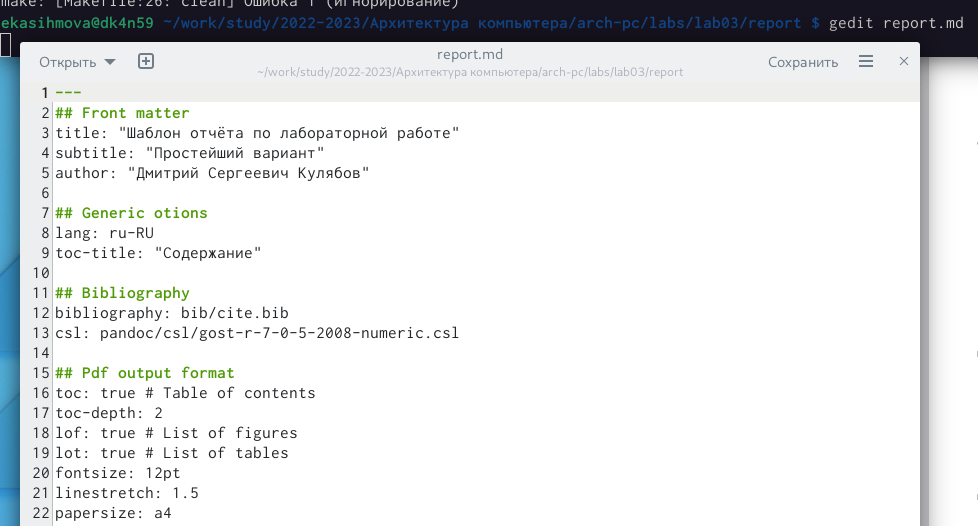 make: [Makefile:26: clean] Ошибка 1 (игнорирование)
ekasihmova@dk4n59 ~/work/study/2022-2023/Архитектура компьютера/arch-pc/labs/lab03/report $ gedit report.md
Открыть
report.md
~/work/study/2022-2023/Архитектура компьютера/arch-pc/labs/lab03/report
Сохранить
1 ---
2 ## Front matter
3 title: "Шаблон отчёта по лабораторной работе"
4 subtitle: "Простейший вариант"
5 author: "Дмитрий Сергеевич Кулябов"
6
7 ## Generic otions
8 lang: ru-RU
9 toc-title: "Содержание"
10
11 ## Bibliography
12 bibliography: bib/cite.bib
13 csl: pandoc/csl/gost-r-7-0-5-2008-numeric.csl
14
15 ## Pdf output format
16 toc: true # Table of contents
17 toc-depth: 2
18 lof: true # List of figures
19 lot: true # List of tables
20 fontsize: 12pt
21 linestretch: 1.5
22 papersize: a4